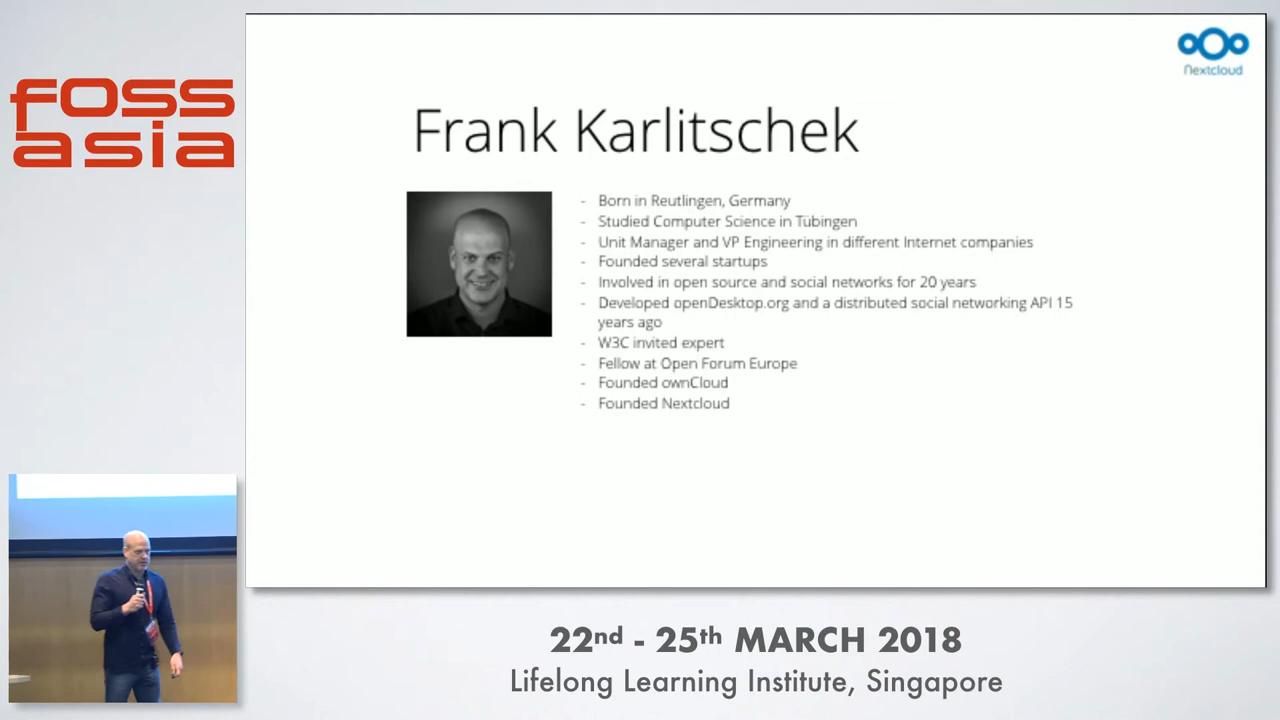 foss
asia
Nextcloud
Frank Karlitschek
- Born in Reutlingen, Germany
- Studied Computer Science in Tübingen
- Unit Manager and VP Engineering in different Internet companies
- Founded several startups
- Involved in open source and social networks for 20 years
- Developed openDesktop.org and a distributed social networking API 15
years ago
- W3C invited expert
- Fellow at Open Forum Europe
- Founded ownCloud
- Founded Nextcloud
22nd - 25th MARCH 2018
Lifelong Learning Institute, Singapore